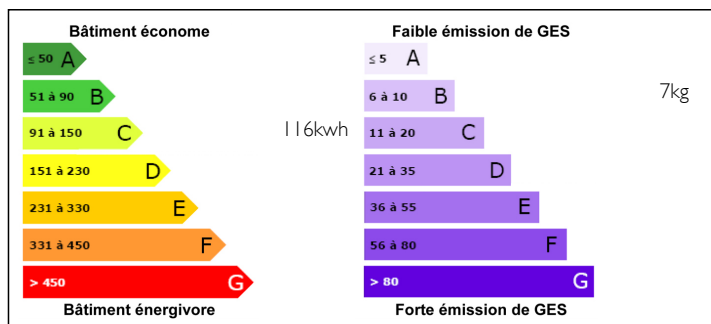 Bâtiment économe
≤ 50 A
51 à 90 B
91 à 150 C
151 à 230 D
231 à 330 E
331 à 450 F
> 450 G
Bâtiment énergivore
116kwh
Faible émission de GES
≤ 5 A
6 à 10 B
11 à 20 C
21 à 35 D
36 à 55 E
56 à 80 F
> 80 G
Forte émission de GES
7kg